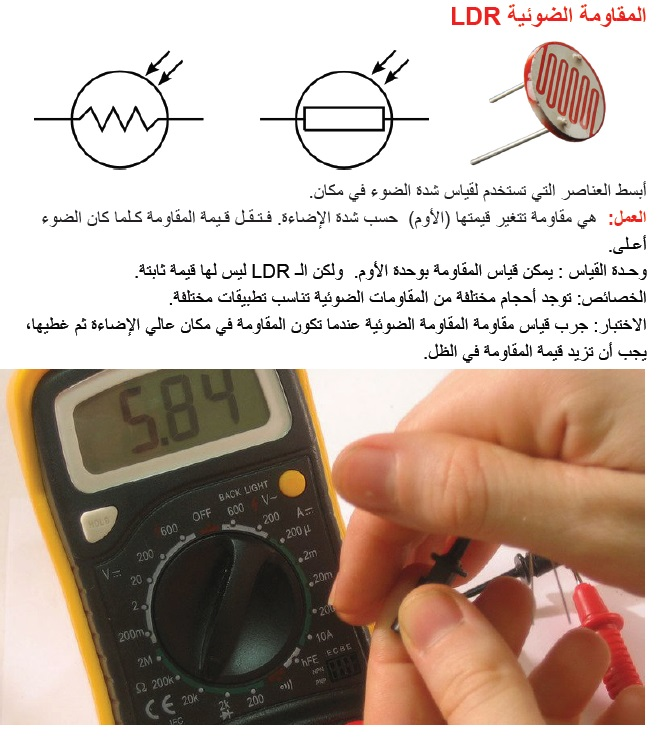 المقاومة الضوئية LDR
أبسط العناصر التي تستخدم لقياس شدة الضوء في مكان.
العمل: هي مقاومة تتغير قيمتها (الأوم) حسب شدة الإضاءة. فتقل قيمة المقاومة كلما كان الضوء
أعلى.
وحدة القياس : يمكن قياس المقاومة بوحدة الأوم. ولكن الـ LDR ليس لها قيمة ثابتة.
الخصائص: توجد أحجام مختلفة من المقاومات الضوئية تناسب تطبيقات مختلفة.
الاختبار: جرب قياس مقاومة المقاومة الضوئية عندما تكون المقاومة في مكان عالي الإضاءة ثم غطيها،
يجب أن تزيد قيمة المقاومة في الظل.
5.84
BACK LIGHT
HOLD
OFF
600
V~
200
A⎓
200µ
2m
20m
200
10A
hFE
600
200
V⎓
20
2
200m
2M
Ω
200k
20k
2k
200
CE